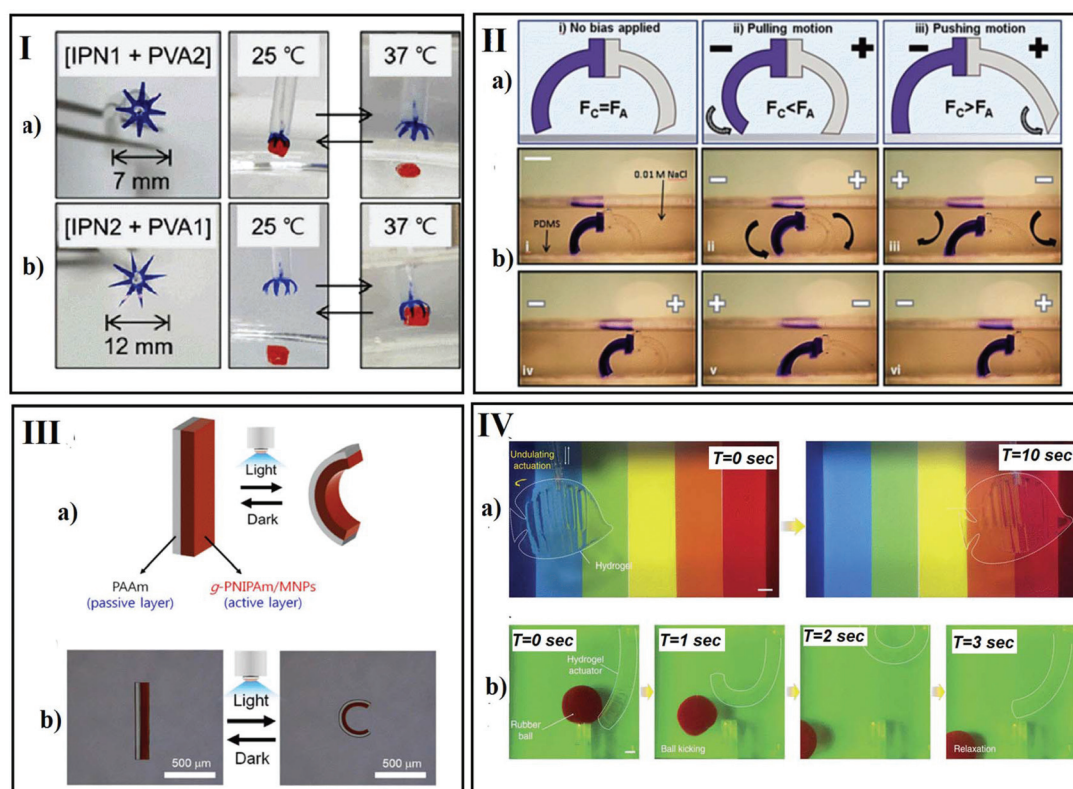 I
[IPN1 + PVA2]
25 ℃
37 ℃
a)
7 mm
[IPN2 + PVA1]
25 ℃
37 ℃
b)
12 mm
II
i) No bias applied
ii) Pulling motion
iii) Pushing motion
− +
− +
a)
FC=FA
FC<FA
FC>FA
0.01 M NaCl
PDMS
− +
+ −
i
ii
iii
b)
− +
+ −
− +
iv
v
vi
III
a)
Light
Dark
PAAm
(passive layer)
g-PNIPAm/MNPs
(active layer)
b)
Light
Dark
500 μm
500 μm
IV
Undulating
actuation
T=0 sec
T=10 sec
a)
Hydrogel
T=0 sec
T=1 sec
T=2 sec
T=3 sec
Hydrogel
actuator
b)
Rubber
ball
Ball kicking
Relaxation